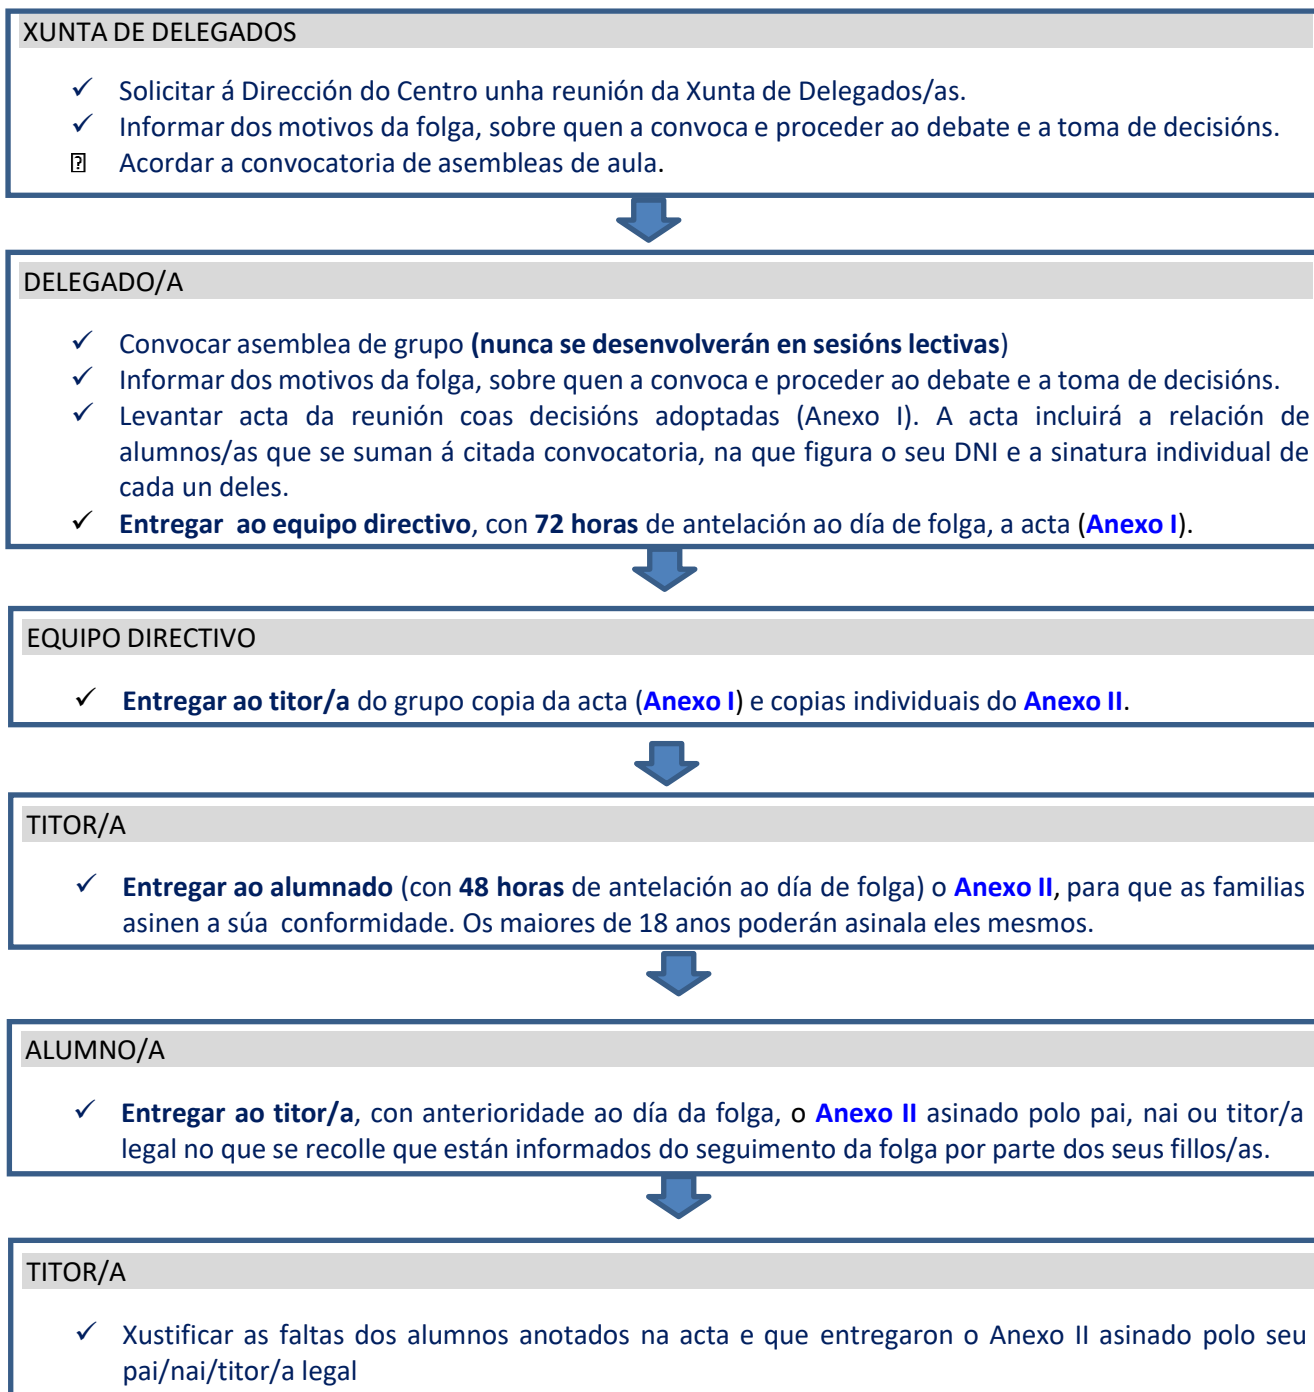 XUNTA DE DELEGADOS
✓ Solicitar á Dirección do Centro unha reunión da Xunta de Delegados/as.
✓ Informar dos motivos da folga, sobre quen a convoca e proceder ao debate e a toma de decisións.
⍰ Acordar a convocatoria de asembleas de aula.
DELEGADO/A
✓ Convocar asemblea de grupo (nunca se desenvolverán en sesións lectivas)
✓ Informar dos motivos da folga, sobre quen a convoca e proceder ao debate e a toma de decisións.
✓ Levantar acta da reunión coas decisións adoptadas (Anexo I). A acta incluirá a relación de
alumnos/as que se suman á citada convocatoria, na que figura o seu DNI e a sinatura individual de
cada un deles.
✓ Entregar ao equipo directivo, con 72 horas de antelación ao día de folga, a acta (Anexo I).
EQUIPO DIRECTIVO
✓ Entregar ao titor/a do grupo copia da acta (Anexo I) e copias individuais do Anexo II.
TITOR/A
✓ Entregar ao alumnado (con 48 horas de antelación ao día de folga) o Anexo II, para que as familias
asinen a súa conformidade. Os maiores de 18 anos poderán asinala eles mesmos.
ALUMNO/A
✓ Entregar ao titor/a, con anterioridade ao día da folga, o Anexo II asinado polo pai, nai ou titor/a
legal no que se recolle que están informados do seguimento da folga por parte dos seus fillos/as.
TITOR/A
✓ Xustificar as faltas dos alumnos anotados na acta e que entregaron o Anexo II asinado polo seu
pai/nai/titor/a legal